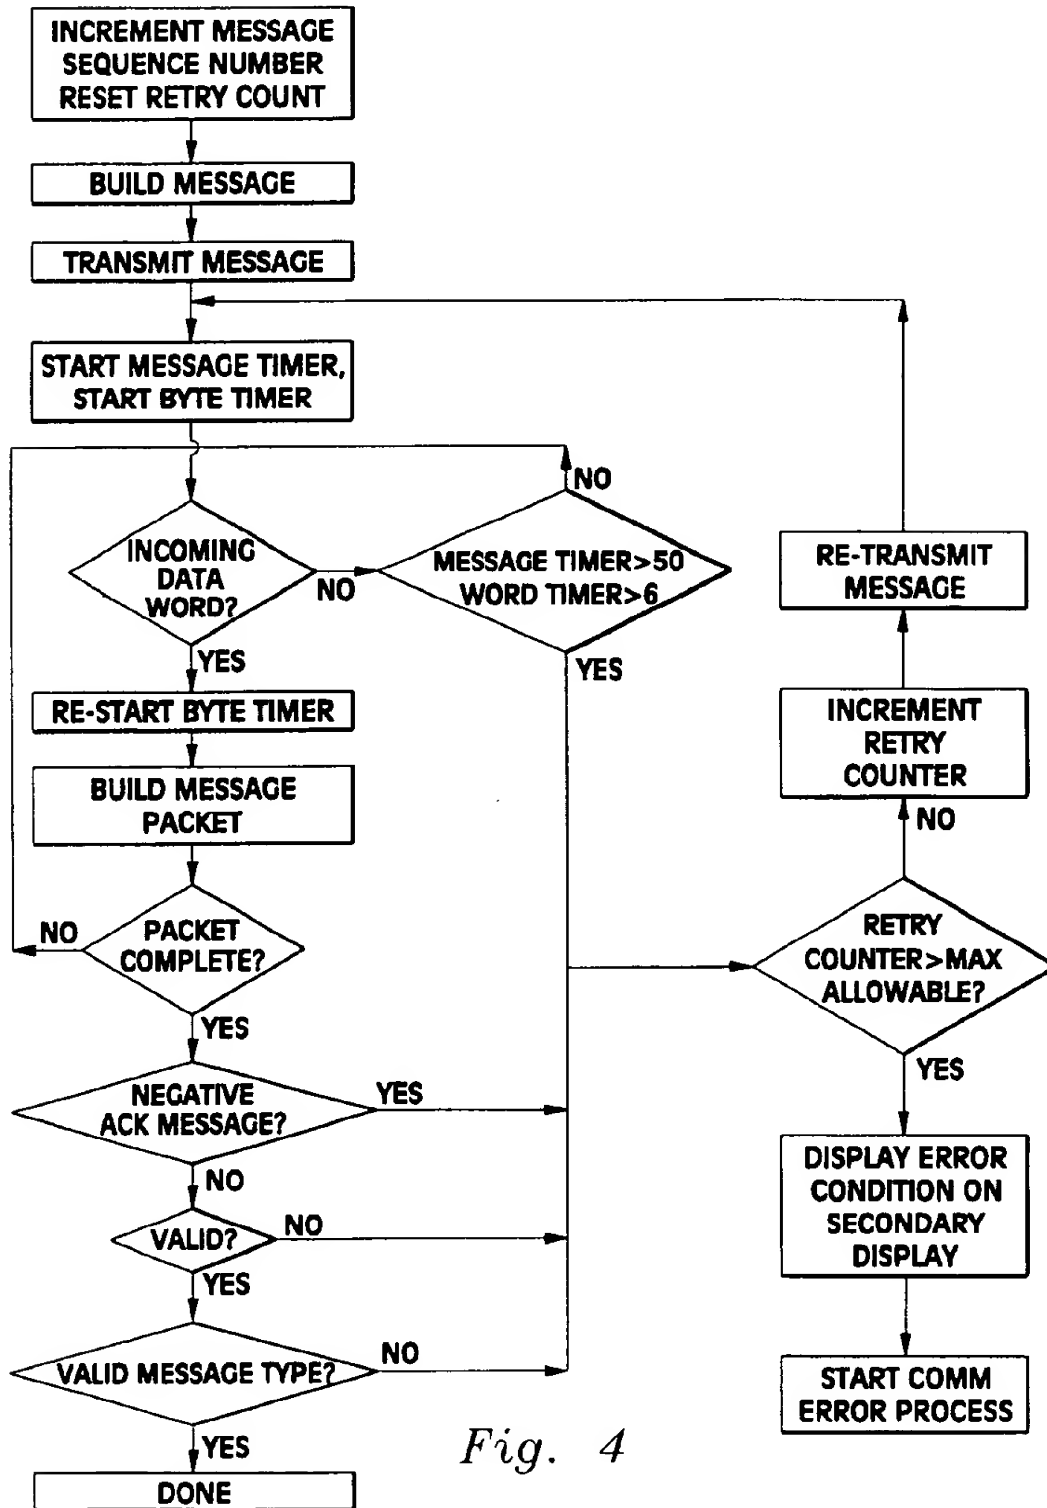 INCREMENT MESSAGE
SEQUENCE NUMBER
RESET RETRY COUNT
BUILD MESSAGE
TRANSMIT MESSAGE
START MESSAGE TIMER,
START BYTE TIMER
INCOMING
DATA
WORD?
NO
YES
MESSAGE TIMER>50
WORD TIMER>6
NO
YES
RE-START BYTE TIMER
BUILD MESSAGE
PACKET
PACKET
COMPLETE?
NO
YES
NEGATIVE
ACK MESSAGE?
YES
NO
VALID?
NO
YES
VALID MESSAGE TYPE?
NO
YES
DONE
RE-TRANSMIT
MESSAGE
INCREMENT
RETRY
COUNTER
NO
RETRY
COUNTER>MAX
ALLOWABLE?
YES
DISPLAY ERROR
CONDITION ON
SECONDARY
DISPLAY
START COMM
ERROR PROCESS
Fig. 4